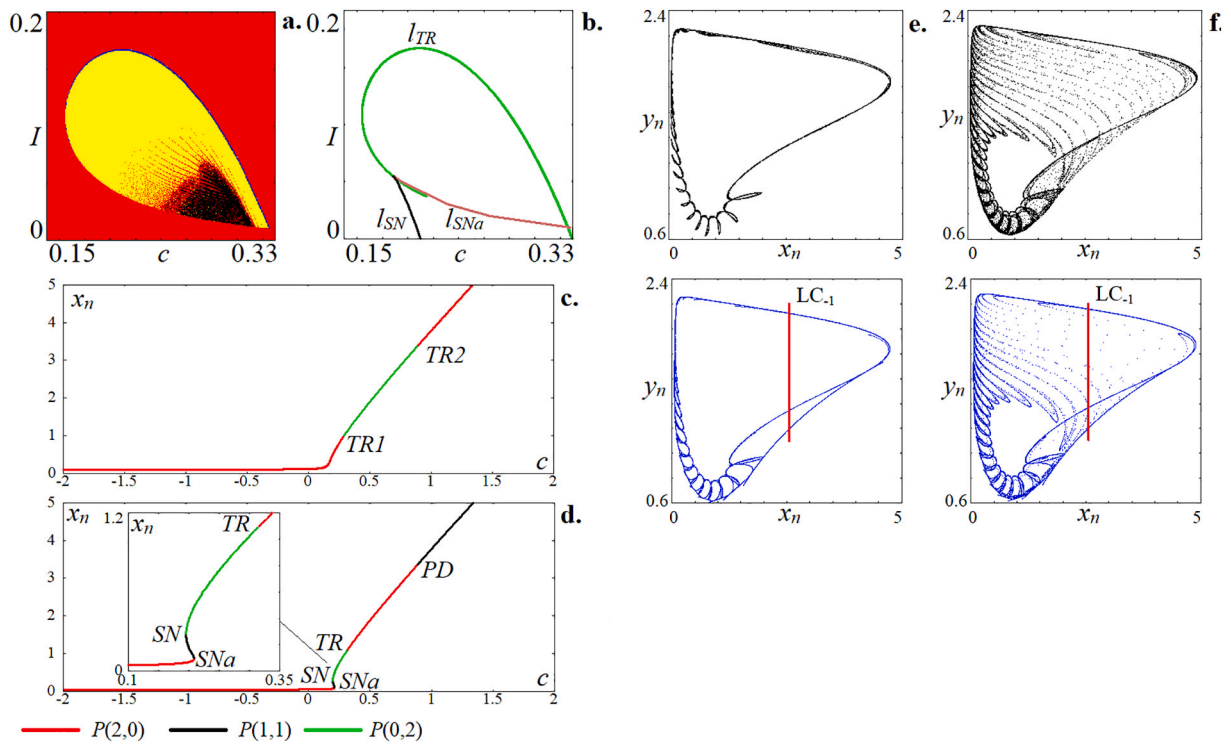 0.2
a.
I
0
0.15
c
0.33
0.2
b.
l_TR
I
l_SN
l_SNa
0
0.15
c
0.33
2.4
e.
y_n
0.6
0
x_n
5
2.4
f.
y_n
0.6
0
x_n
5
5
x_n
c.
4
TR2
3
2
1
TR1
0
c
-2
-1.5
-1
-0.5
0
0.5
1
1.5
2
2.4
LC_-1
y_n
0.6
0
x_n
5
2.4
LC_-1
y_n
0.6
0
x_n
5
5
x_n
d.
4
PD
3
2
TR
1
SN
SNa
0
c
-2
-1.5
-1
-0.5
0
0.5
1
1.5
2
1.2
x_n
TR
SN
SNa
0
0.1
0.35
P(2,0) P(1,1) P(0,2)